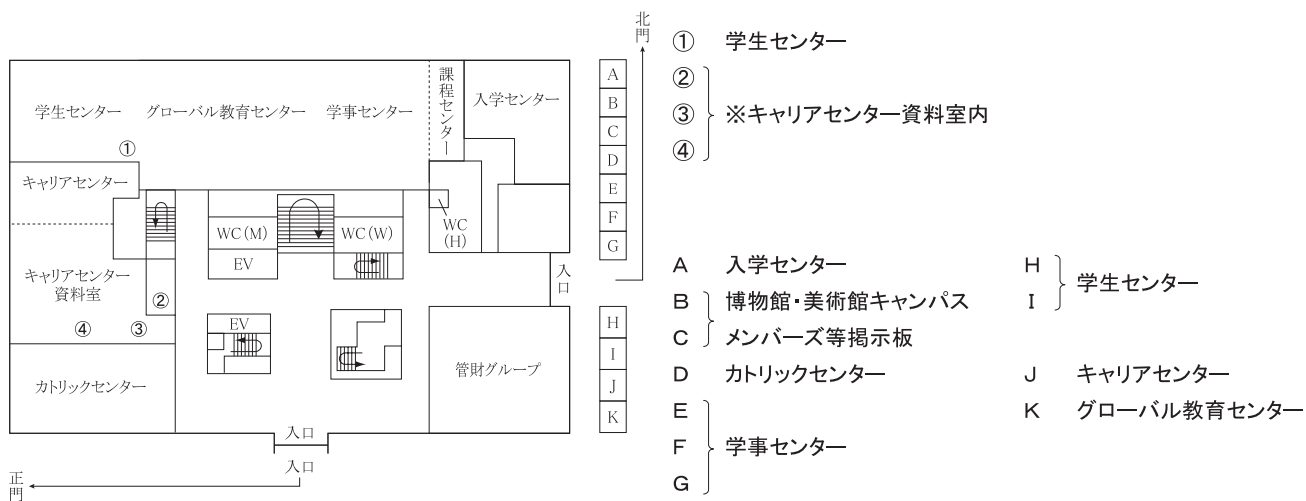 北門
学生センター
グローバル教育センター
学事センター
課程センター
入学センター
①
キャリアセンター
WC(M)
WC(W)
WC(H)
EV
キャリアセンター
資料室
②
④
③
EV
カトリックセンター
管財グループ
入口
入口
入口
正門
A
B
C
D
E
F
G
H
I
J
K
① 学生センター
②
③ ※キャリアセンター資料室内
④
A 入学センター
B 博物館・美術館キャンパス
C メンバーズ等掲示板
D カトリックセンター
E
F 学事センター
G
H
I 学生センター
J キャリアセンター
K グローバル教育センター